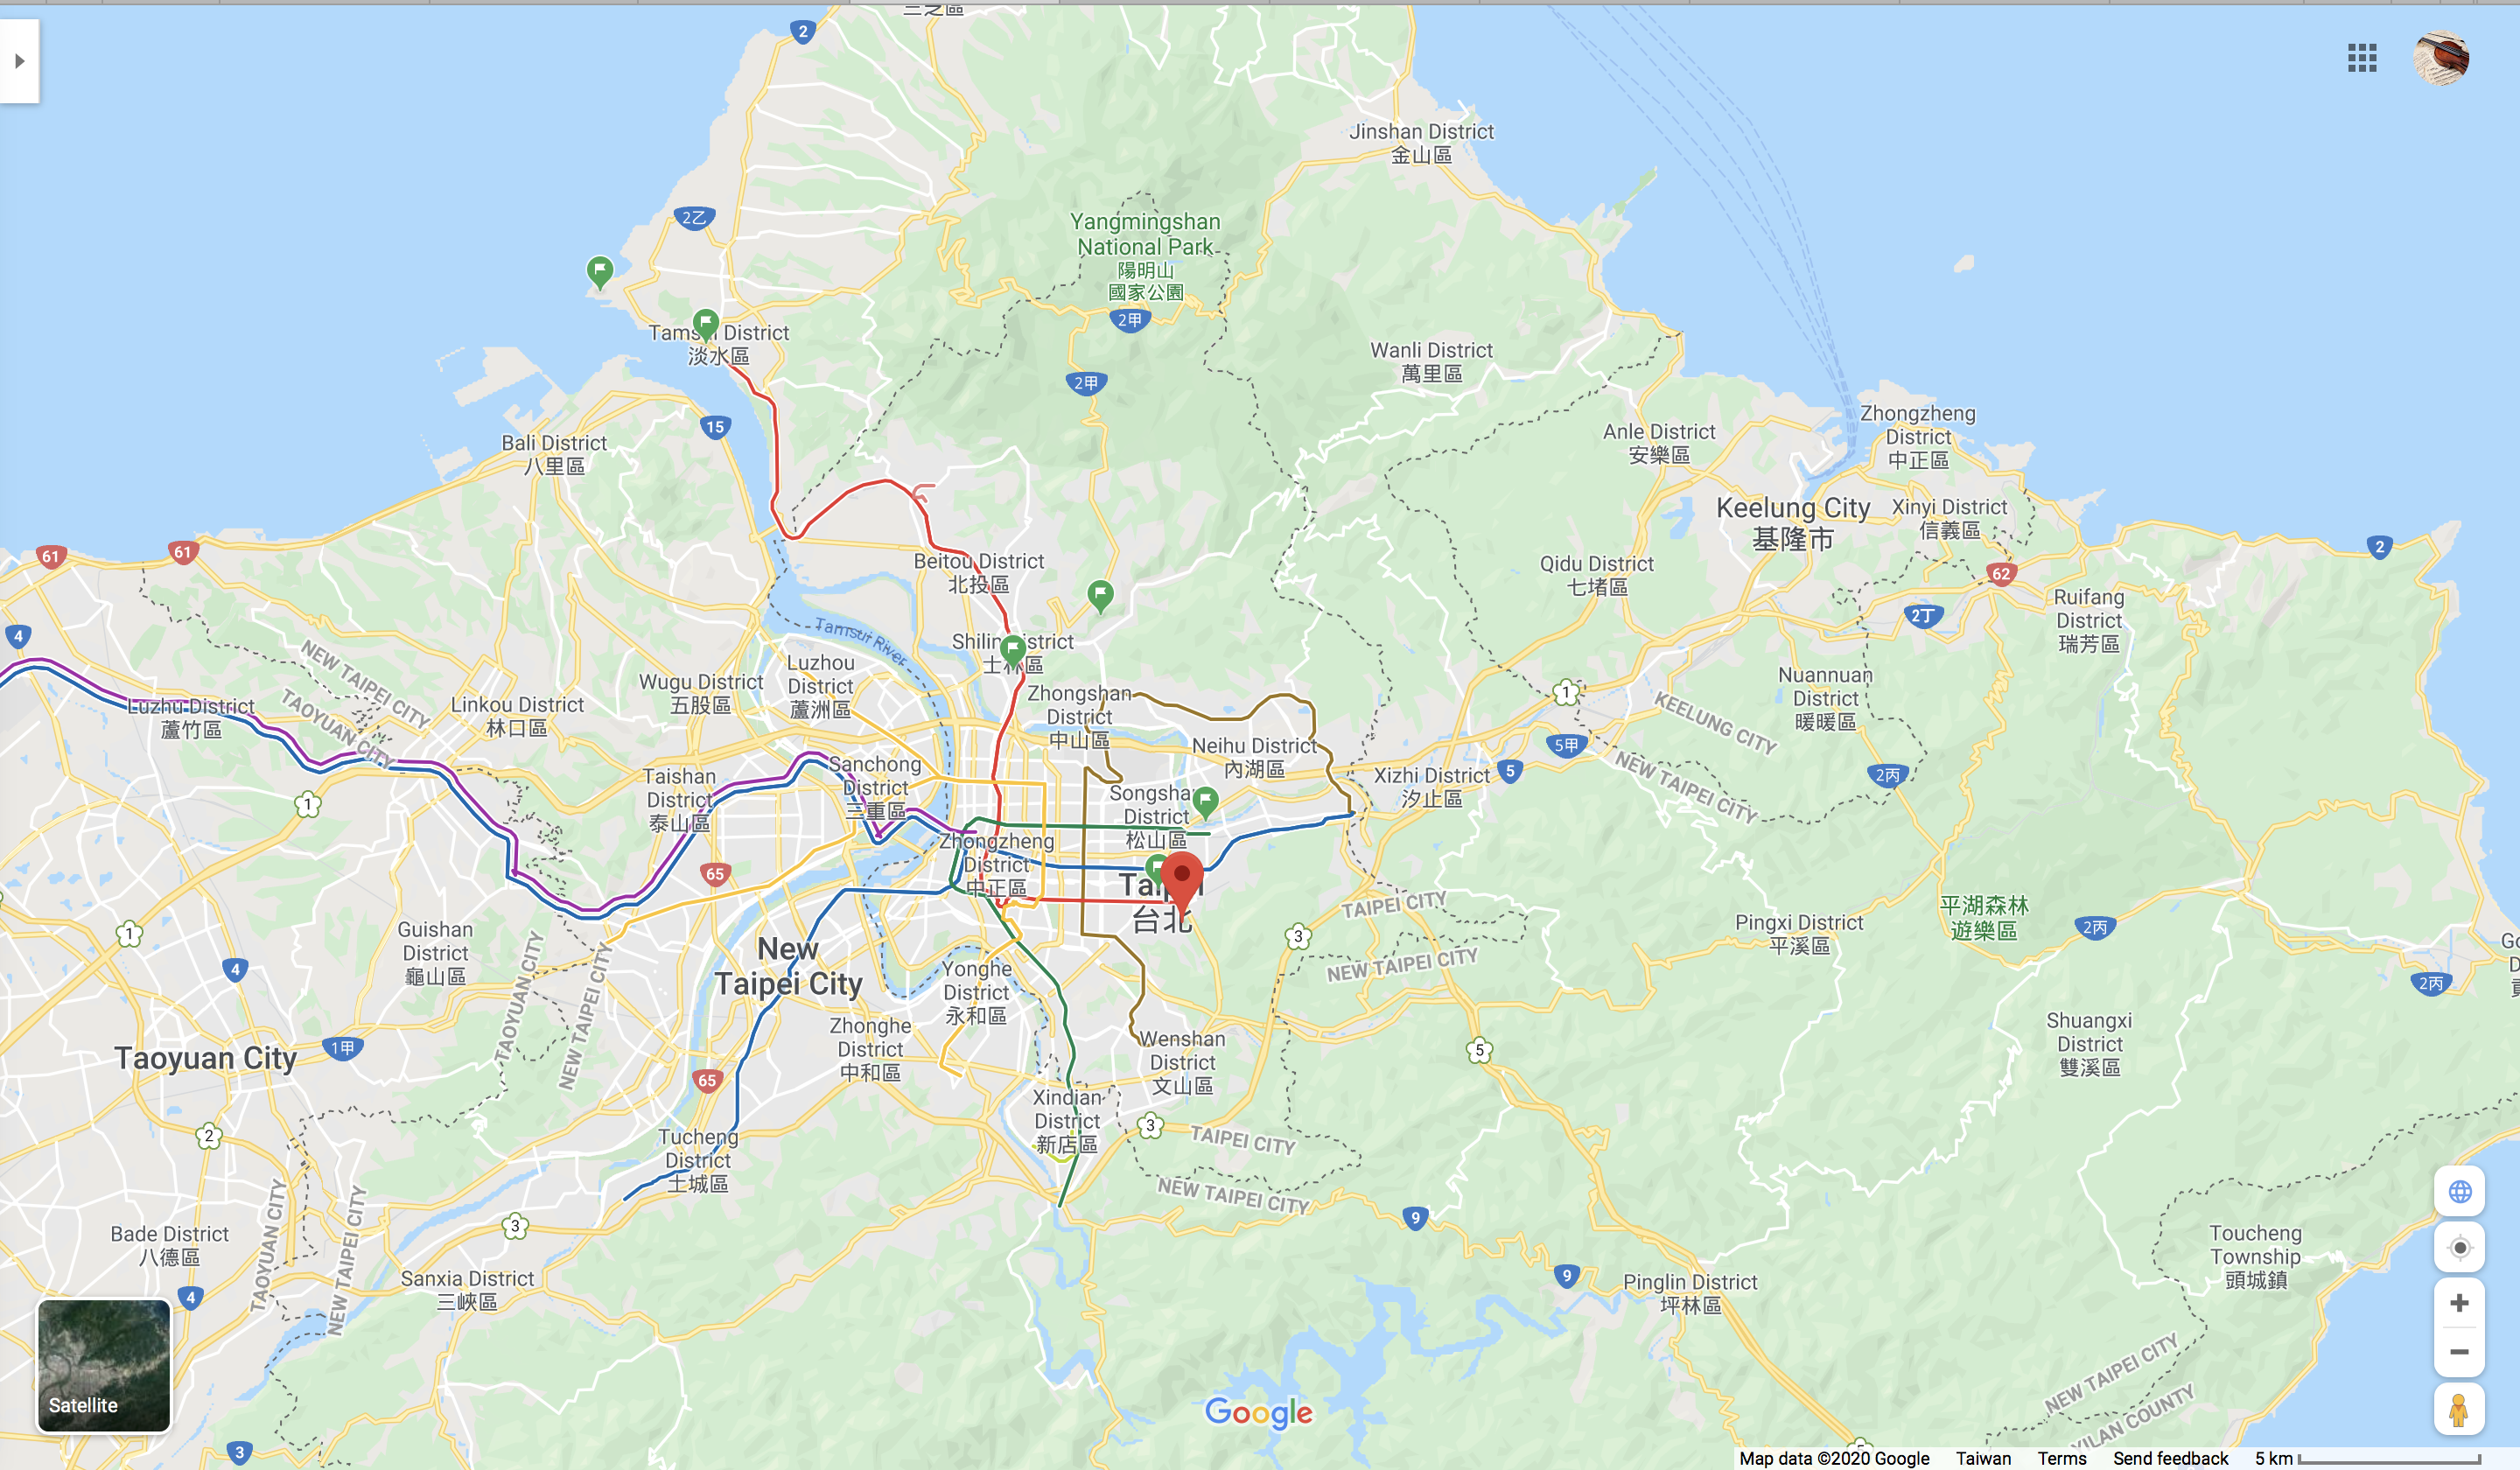 2
2乙
Jinshan District
金山區
Yangmingshan
National Park
陽明山
國家公園
2甲
淡水區
Wanli District
萬里區
2甲
15
Bali District
八里區
Zhongzheng
District
中正區
Anle District
安樂區
Keelung City
基隆市
Xinyi District
信義區
2
61
61
62
Beitou District
北投區
Qidu District
七堵區
2丁
Ruifang
District
瑞芳區
4
Tamsui River
NEW TAIPEI CITY
TAOYUAN CITY
Luzhu District
蘆竹區
Linkou District
林口區
Wugu District
五股區
Luzhou
District
蘆洲區
Zhongshan
District
中山區
Neihu District
內湖區
1
KEELUNG CITY
NEW TAIPEI CITY
Nuannuan
District
暖暖區
5甲
5
2丙
Xizhi District
汐止區
Taishan
District
泰山區
Sanchong
District
三重區
District
松山區
1
Zhongzheng
District
中正區
65
台北
TAIPEI CITY
3
NEW TAIPEI CITY
Pingxi District
平溪區
平湖森林
遊樂區
2丙
2丙
1
4
Guishan
District
龜山區
TAOYUAN CITY
NEW TAIPEI CITY
New
Taipei City
Yonghe
District
永和區
Zhonghe
District
中和區
Wenshan
District
文山區
5
Shuangxi
District
雙溪區
Taoyuan City
1甲
65
2
Xindian
District
新店區
3
TAIPEI CITY
NEW TAIPEI CITY
Tucheng
District
土城區
3
9
9
Bade District
八德區
TAOYUAN CITY
NEW TAIPEI CITY
Sanxia District
三峽區
4
Pinglin District
坪林區
Toucheng
Township
頭城鎮
NEW TAIPEI CITY
YILAN COUNTY
Satellite
3
Google
Map data ©2020 Google Taiwan Terms Send feedback 5 km